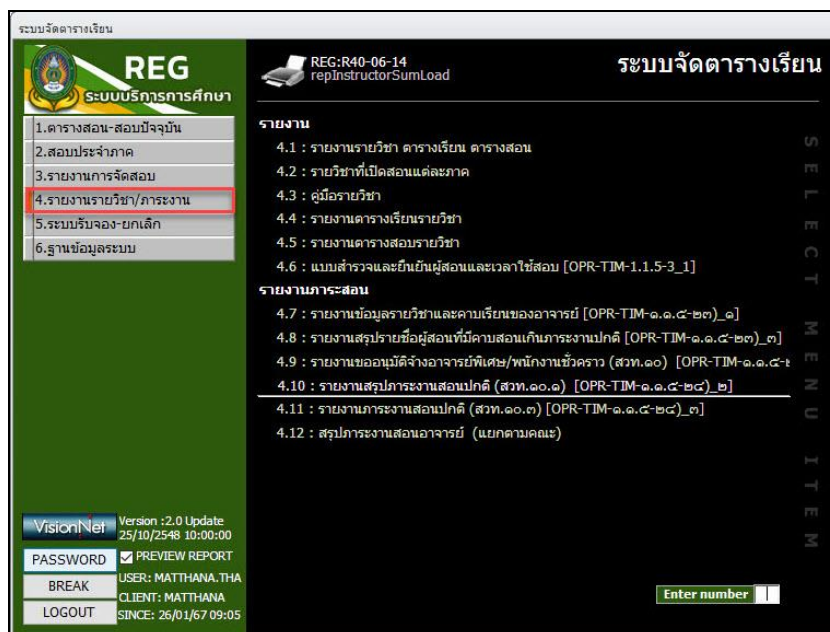 ระบบจัดตารางเรียน
REG
ระบบบริการการศึกษา
1.ตารางสอน-สอบปัจจุบัน
2.สอบประจำภาค
3.รายงานการจัดสอบ
4.รายงานรายวิชา/ภาระงาน
5.ระบบรับจอง-ยกเลิก
6.ฐานข้อมูลระบบ
VisionNet
Version :2.0 Update
25/10/2548 10:00:00
PASSWORD
PREVIEW REPORT
BREAK
USER: MATTHANA.THA
CLIENT: MATTHANA
LOGOUT
SINCE: 26/01/67 09:05
REG:R40-06-14
repInstructorSumLoad
ระบบจัดตารางเรียน
รายงาน
4.1 : รายงานรายวิชา ตารางเรียน ตารางสอน
4.2 : รายวิชาที่เปิดสอนแต่ละภาค
4.3 : คู่มือรายวิชา
4.4 : รายงานตารางเรียนรายวิชา
4.5 : รายงานตารางสอบรายวิชา
4.6 : แบบสำรวจและยืนยันผู้สอนและเวลาใช้สอบ [OPR-TIM-1.1.5-3_1]
รายงานภาระสอน
4.7 : รายงานข้อมูลรายวิชาและคาบเรียนของอาจารย์ [OPR-TIM-๑.๑.๕-๒๓)_๑]
4.8 : รายงานสรุปรายชื่อผู้สอนที่มีคาบสอนเกินภาระงานปกติ [OPR-TIM-๑.๑.๕-๒๓)_๓]
4.9 : รายงานขออนุมัติจ้างอาจารย์พิเศษ/พนักงานชั่วคราว (สวท.๑๐) [OPR-TIM-๑.๑.๕-
4.10 : รายงานสรุปภาระงานสอนปกติ (สวท.๑๐.๑) [OPR-TIM-๑.๑.๕-๒๔)_๒]
4.11 : รายงานภาระงานสอนปกติ (สวท.๑๐.๓) [OPR-TIM-๑.๑.๕-๒๔)_๓]
4.12 : สรุปภาระงานสอนอาจารย์ (แยกตามคณะ)
SELECT MENU ITEM
Enter number